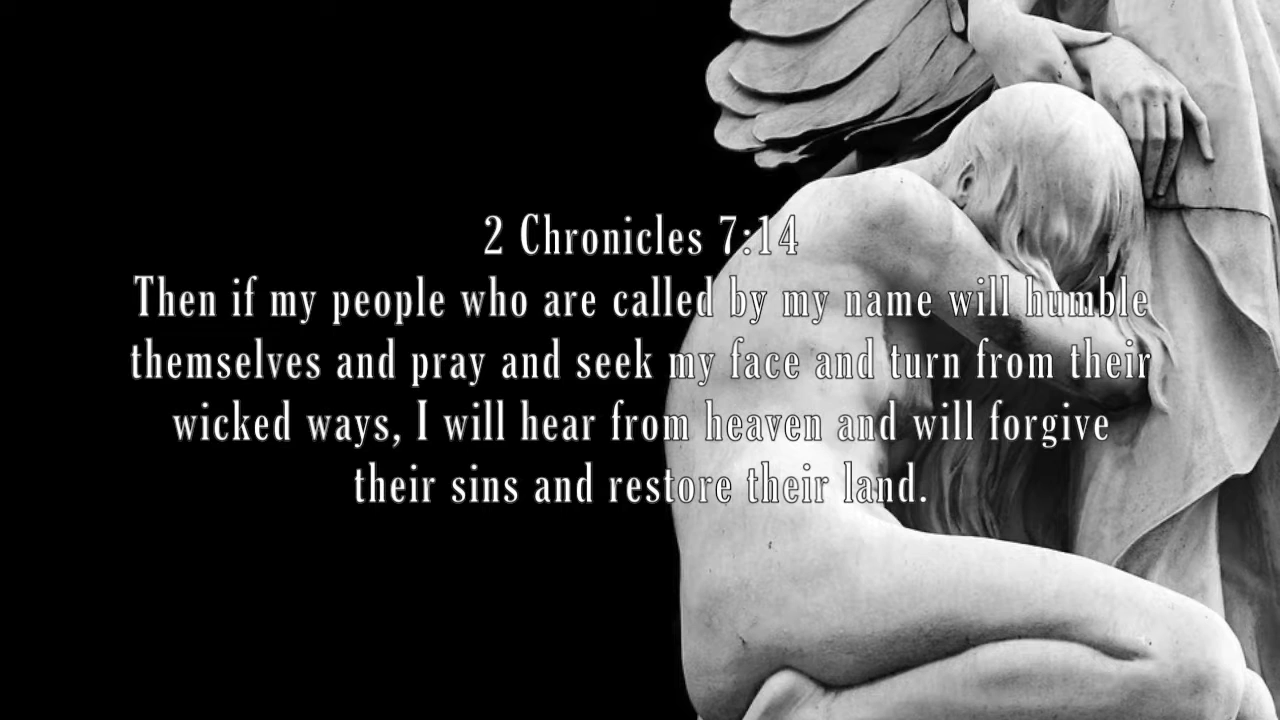 2 Chronicles 7:14
Then if my people who are called by my name will humble
themselves and pray and seek my face and turn from their
wicked ways, I will hear from heaven and will forgive
their sins and restore their land.